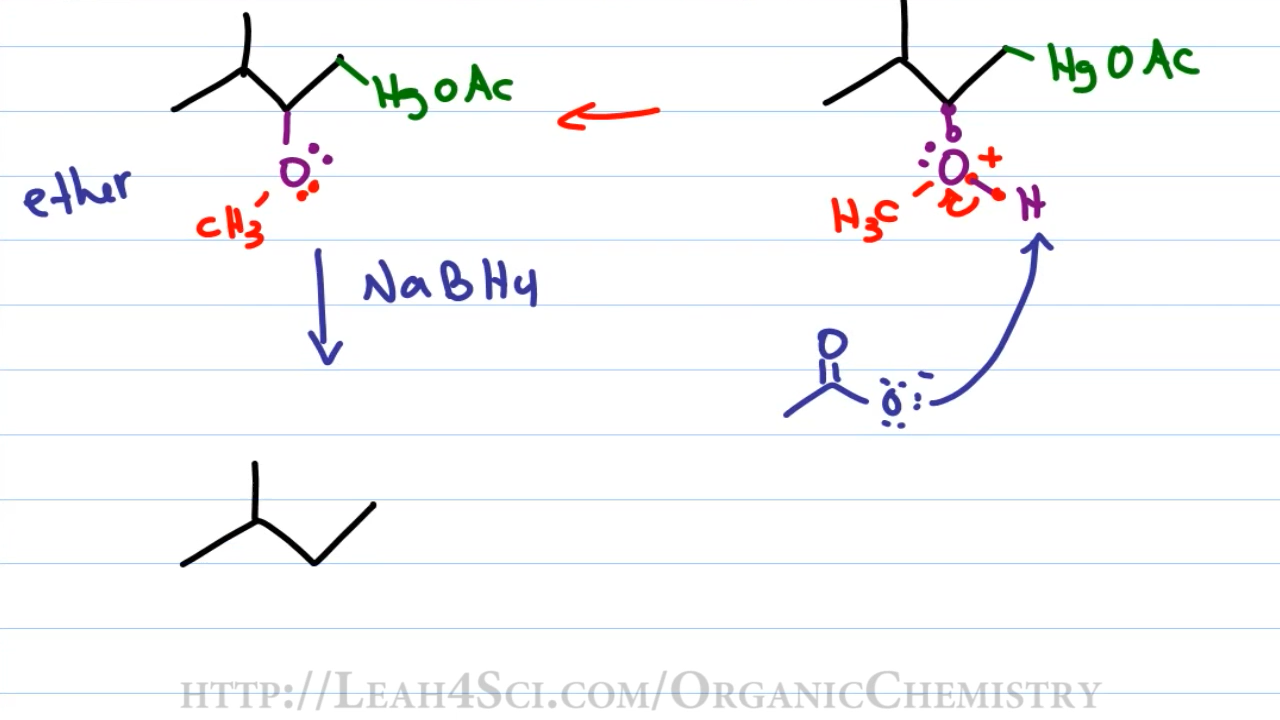 HgOAc
HgOAc
O
O +
ether
CH3
H3C
H
NaBH4
O
O -
HTTP://LEAH4SCI.COM/ORGANICCHEMISTRY